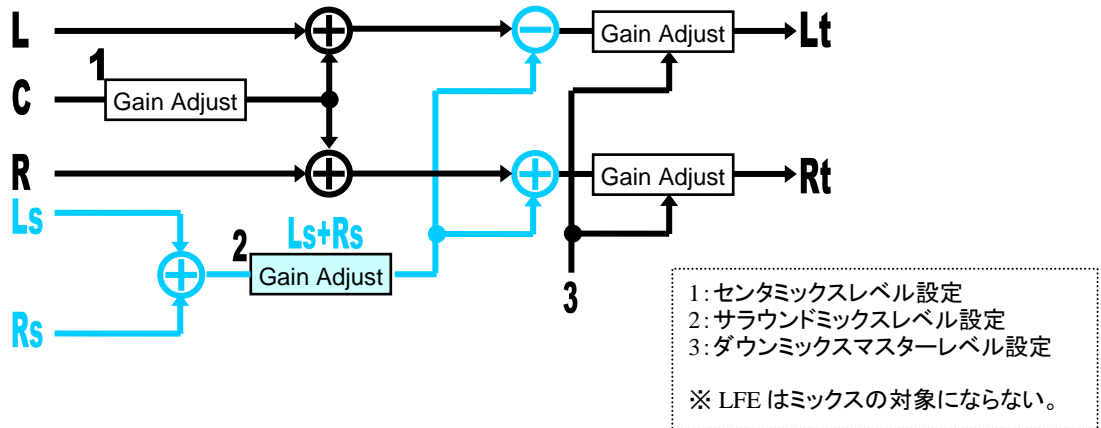 L
Gain Adjust
Lt
1
C
Gain Adjust
R
Gain Adjust
Rt
Ls
2
Ls+Rs
Gain Adjust
Rs
3
1:センタミックスレベル設定
2:サラウンドミックスレベル設定
3:ダウンミックスマスターレベル設定
※ LFE はミックスの対象にならない。